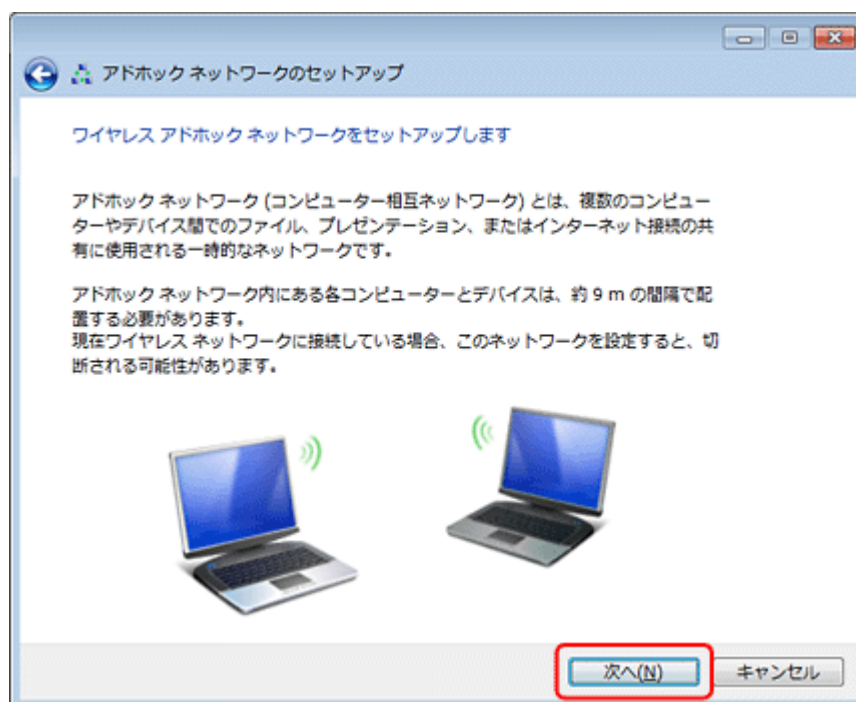 アドホック ネットワークのセットアップ
ワイヤレス アドホック ネットワークをセットアップします
アドホック ネットワーク (コンピューター相互ネットワーク) とは、複数のコンピュー
ターやデバイス間でのファイル、プレゼンテーション、またはインターネット接続の共
有に使用される一時的なネットワークです。
アドホック ネットワーク内にある各コンピューターとデバイスは、約 9 m の間隔で配
置する必要があります。
現在ワイヤレス ネットワークに接続している場合、このネットワークを設定すると、切
断される可能性があります。
次へ(N)
キャンセル